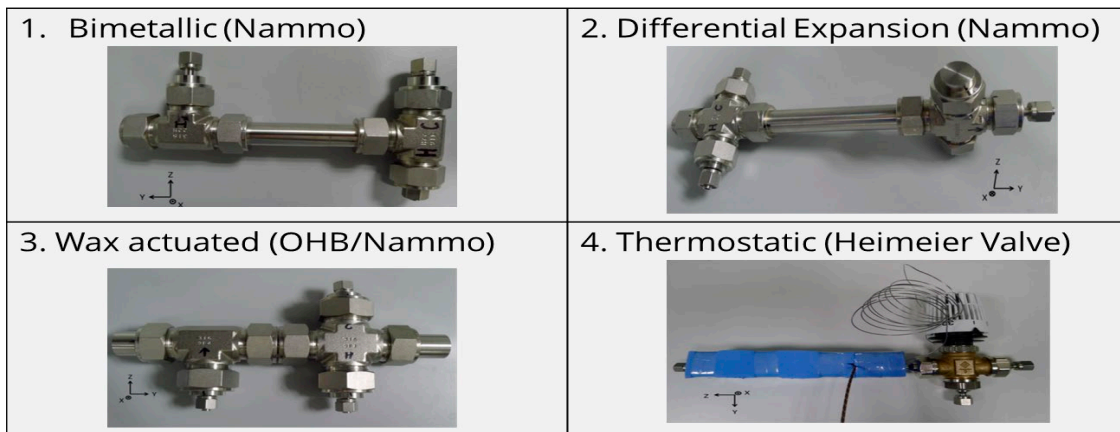 1. Bimetallic (Nammo)
2. Differential Expansion (Nammo)
3. Wax actuated (OHB/Nammo)
4. Thermostatic (Heimeier Valve)
H
H C
Z
Y
X
H C
Z
X
Y
C
H
Z
X
Y
Z
X
Y